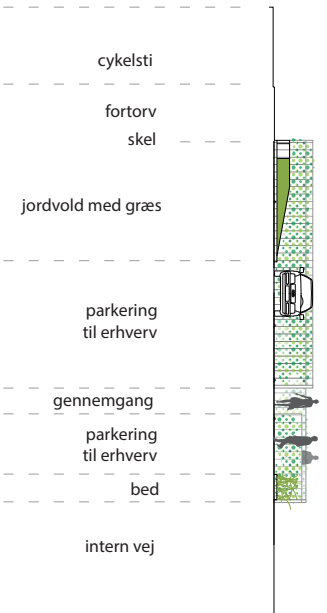 cykelsti
fortorv
skel
jordvold med græs
parkering
til erhverv
gennemgang
parkering
til erhverv
bed
intern vej